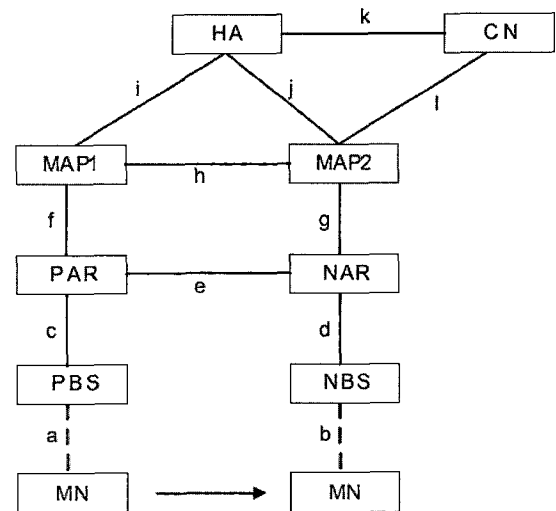 HA k CN
i j l
MAP1 h MAP2
f g
PAR e NAR
c d
PBS NBS
a b
MN MN